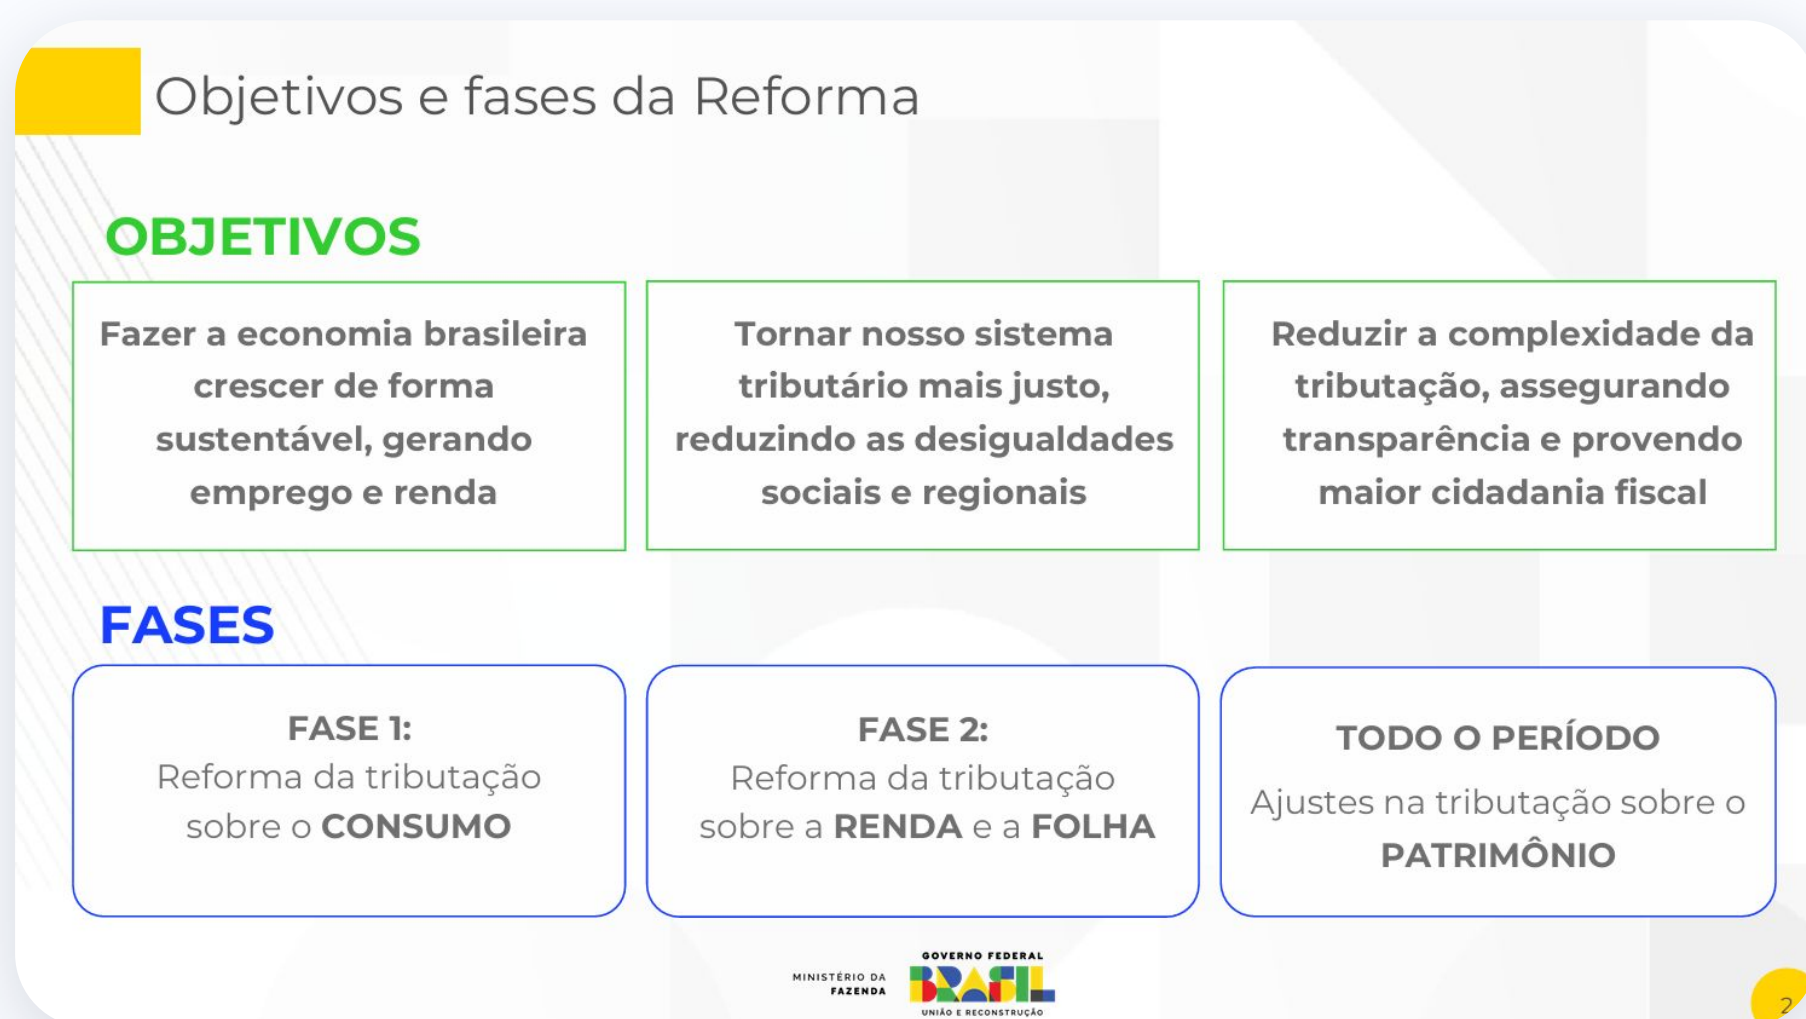 Objetivos e fases da Reforma
OBJETIVOS
Fazer a economia brasileira
crescer de forma
sustentável, gerando
emprego e renda
Tornar nosso sistema
tributário mais justo,
reduzindo as desigualdades
sociais e regionais
Reduzir a complexidade da
tributação, assegurando
transparência e provendo
maior cidadania fiscal
FASES
FASE 1:
Reforma da tributação
sobre o CONSUMO
FASE 2:
Reforma da tributação
sobre a RENDA e a FOLHA
TODO O PERÍODO
Ajustes na tributação sobre o
PATRIMÔNIO
MINISTÉRIO DA
FAZENDA
GOVERNO FEDERAL
BRASIL
UNIÃO E RECONSTRUÇÃO
2